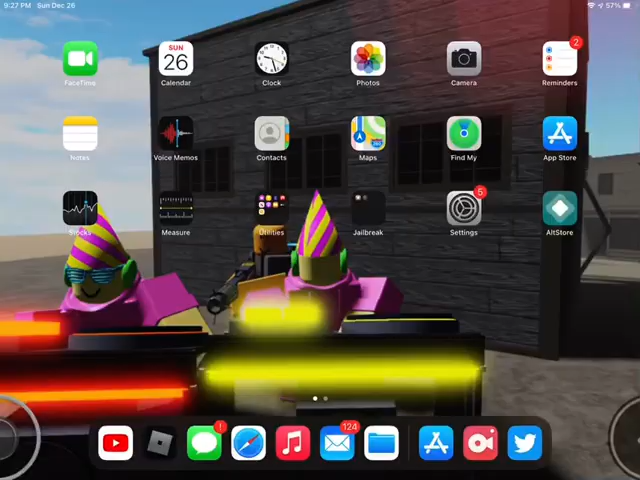 9:27 PM Sun Dec 26
57%
SUN
26
2
FaceTime
Calendar
Clock
Photos
Camera
Reminders
Notes
Voice Memos
Contacts
Maps
Find My
App Store
5
Stocks
Measure
Utilities
Jailbreak
Settings
AltStore
!
124